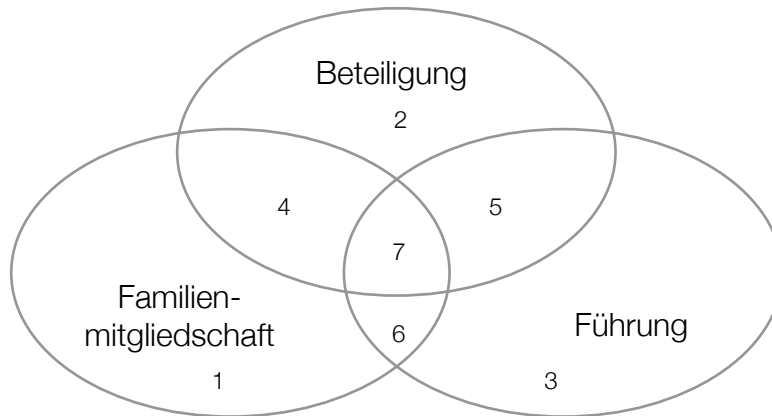 Beteiligung
2
4
5
7
Familien-
mitgliedschaft
Führung
6
1
3